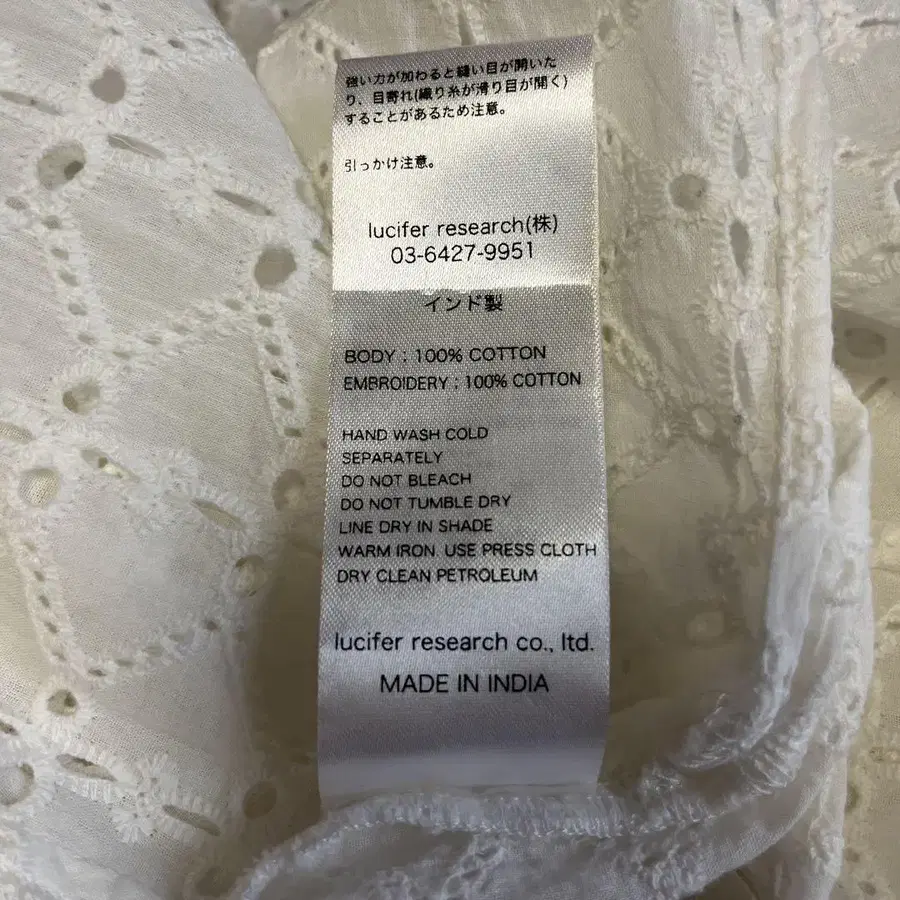 強い力が加わると縫い目が開いた
り、目寄れ(織り糸が滑り目が開く)
することがあるため注意。
引っかけ注意。
lucifer research(株)
03-6427-9951
インド製
BODY : 100% COTTON
EMBROIDERY : 100% COTTON
HAND WASH COLD
SEPARATELY
DO NOT BLEACH
DO NOT TUMBLE DRY
LINE DRY IN SHADE
WARM IRON USE PRESS CLOTH
DRY CLEAN PETROLEUM
lucifer research co., ltd.
MADE IN INDIA